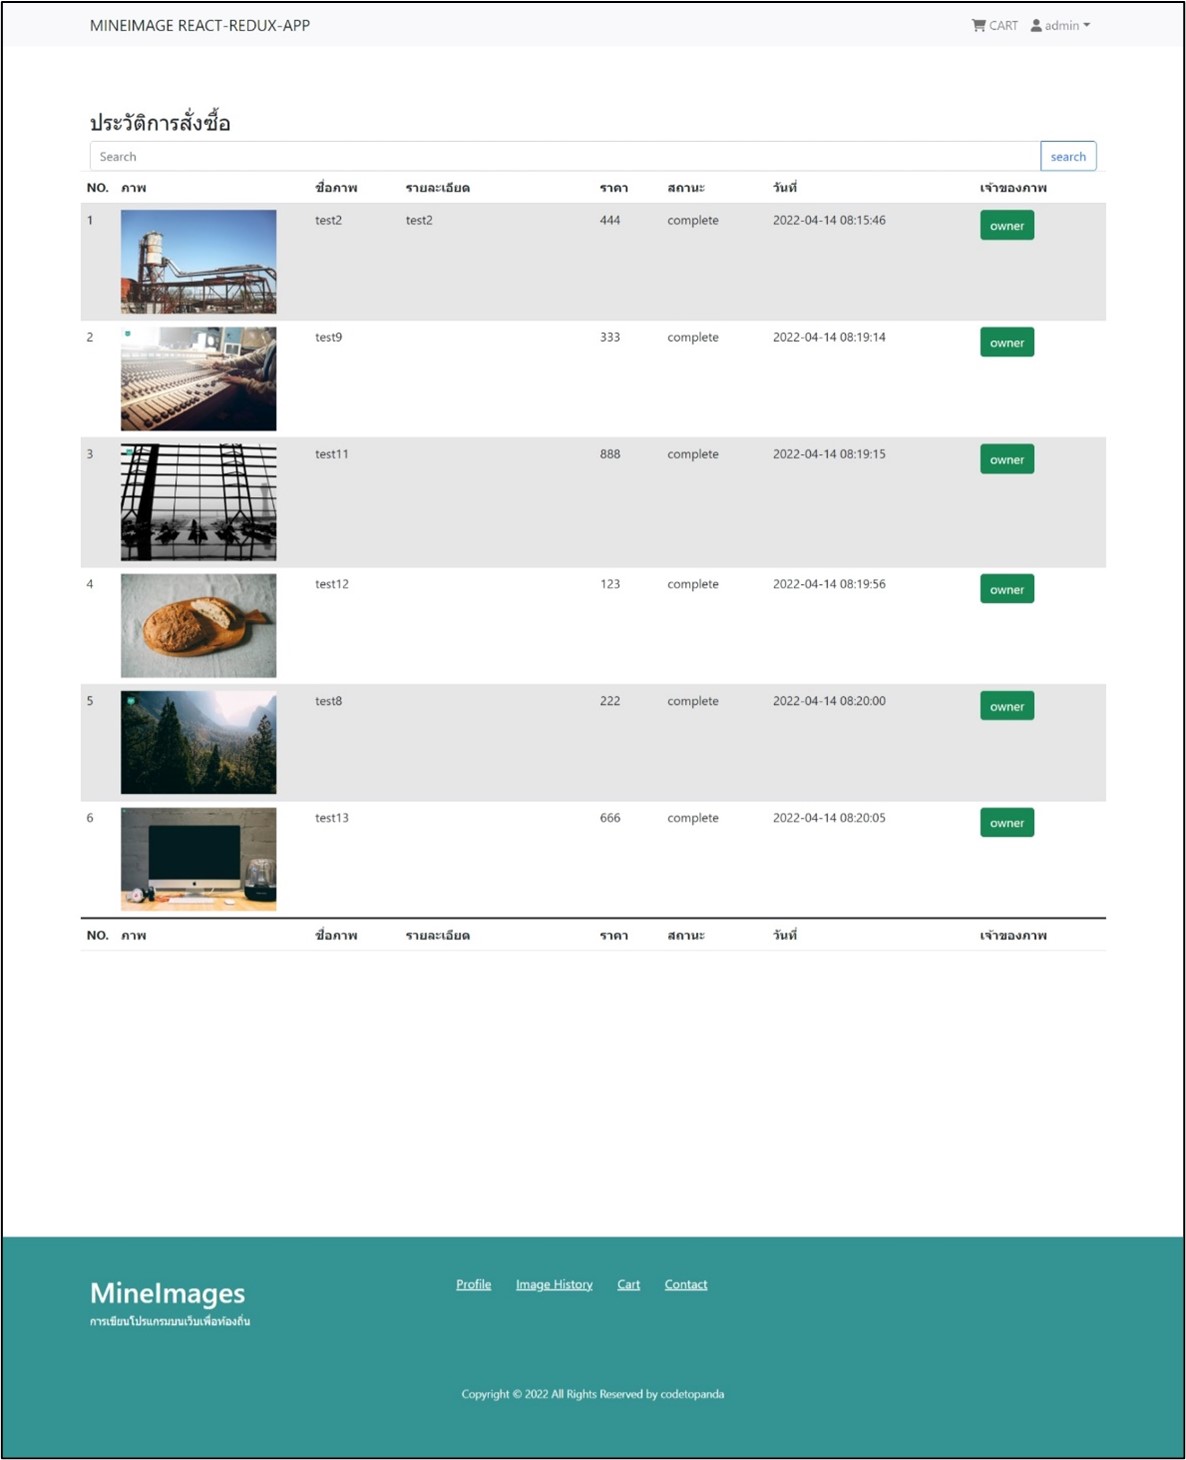 MINEIMAGE REACT-REDUX-APP CART admin
ประวัติการสั่งซื้อ
Search search
NO. ภาพ ชื่อภาพ รายละเอียด ราคา สถานะ วันที่ เจ้าของภาพ
1 test2 test2 444 complete 2022-04-14 08:15:46 owner
2 test9 333 complete 2022-04-14 08:19:14 owner
3 test11 888 complete 2022-04-14 08:19:15 owner
4 test12 123 complete 2022-04-14 08:19:56 owner
5 test8 222 complete 2022-04-14 08:20:00 owner
6 test13 666 complete 2022-04-14 08:20:05 owner
NO. ภาพ ชื่อภาพ รายละเอียด ราคา สถานะ วันที่ เจ้าของภาพ
MineImages
การเขียนโปรแกรมบนเว็บเพื่อท้องถิ่น
Profile Image History Cart Contact
Copyright © 2022 All Rights Reserved by codetopanda